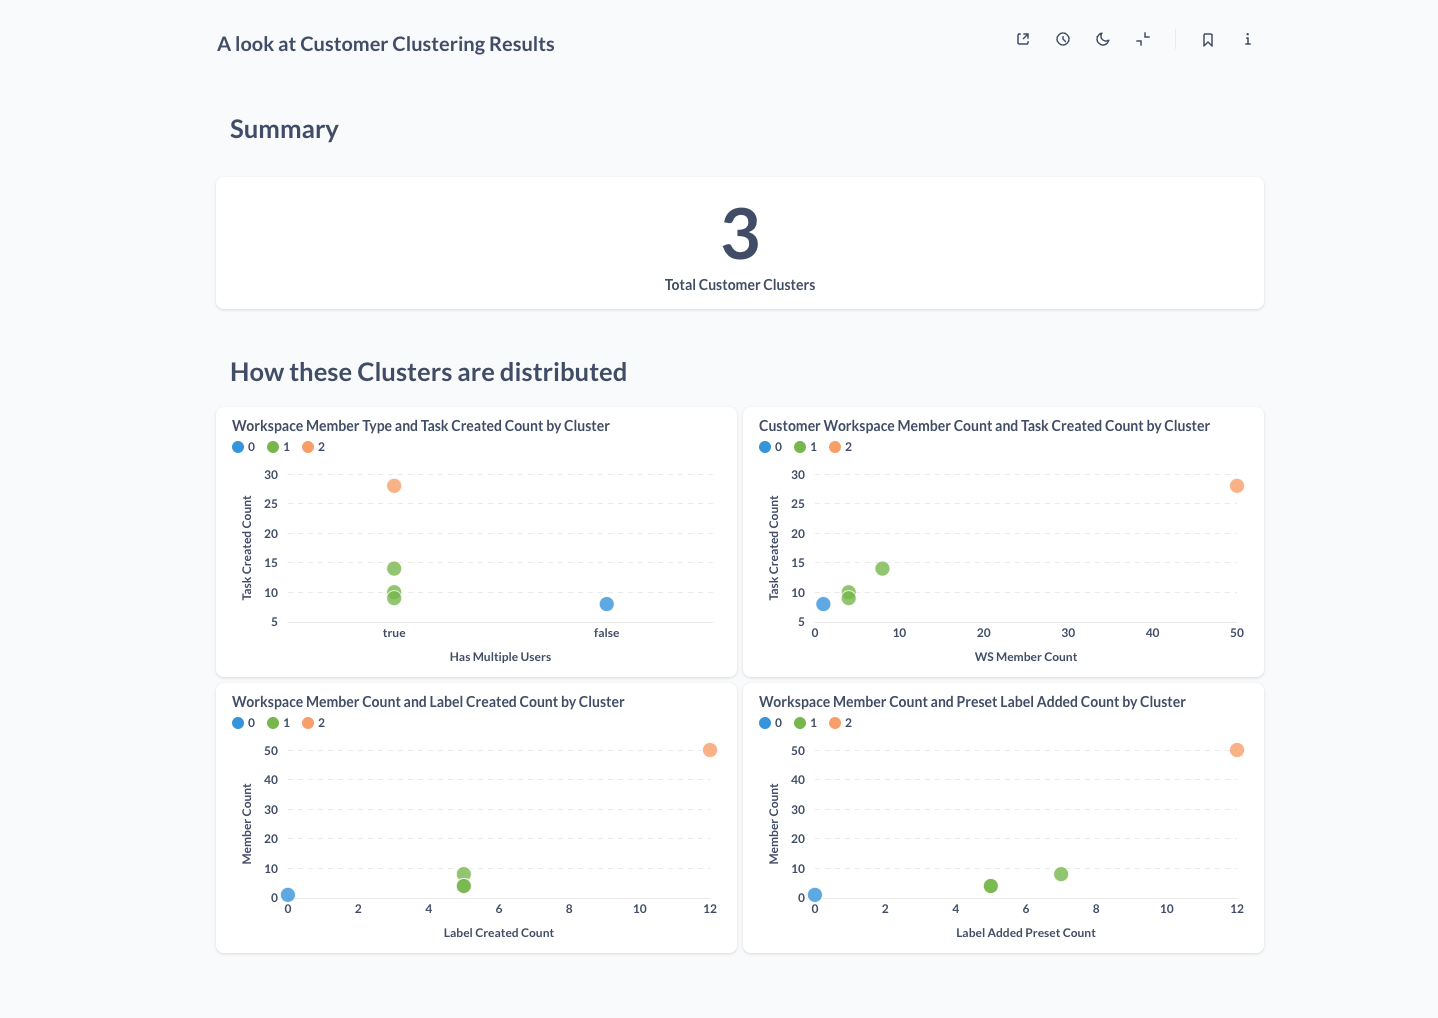 A look at Customer Clustering Results
Summary
3
Total Customer Clusters
How these Clusters are distributed
Workspace Member Type and Task Created Count by Cluster
0 1 2
30
25
20
15
10
5
Task Created Count
true false
Has Multiple Users
Customer Workspace Member Count and Task Created Count by Cluster
0 1 2
30
25
20
15
10
5
Task Created Count
0 10 20 30 40 50
WS Member Count
Workspace Member Count and Label Created Count by Cluster
0 1 2
50
40
30
20
10
0
Member Count
0 2 4 6 8 10 12
Label Created Count
Workspace Member Count and Preset Label Added Count by Cluster
0 1 2
50
40
30
20
10
0
Member Count
0 2 4 6 8 10 12
Label Added Preset Count